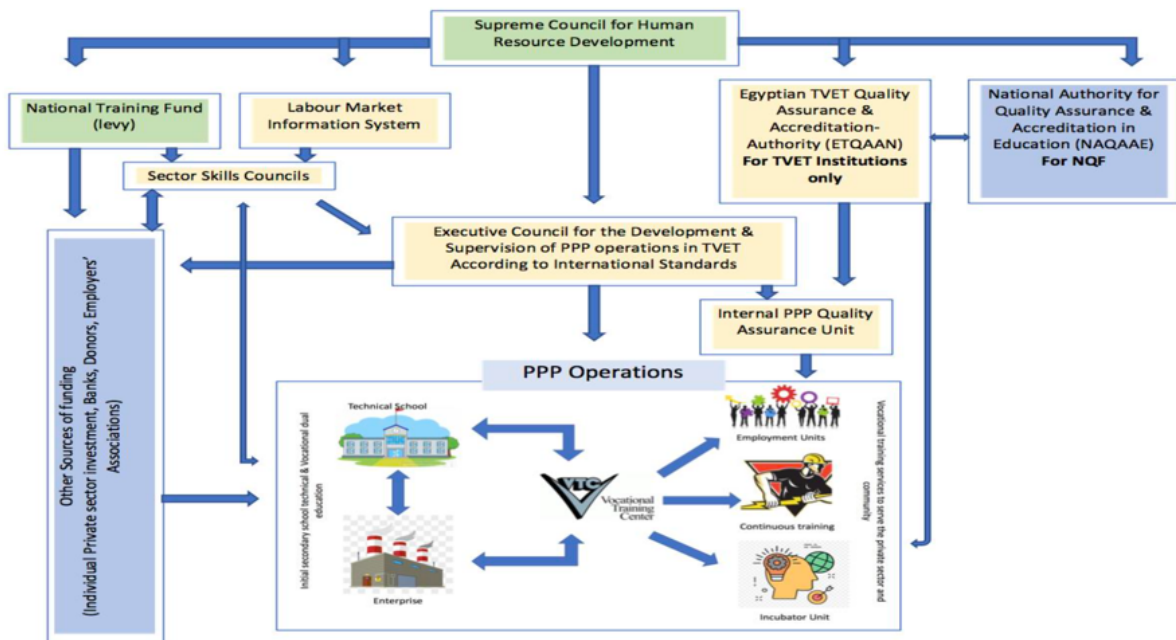 Supreme Council for Human
Resource Development
National Training Fund
(levy)
Labour Market
Information System
Egyptian TVET Quality
Assurance &
Accreditation-
Authority (ETQAAN)
For TVET Institutions
only
National Authority for
Quality Assurance &
Accreditation in
Education (NAQAAE)
For NQF
Sector Skills Councils
Executive Council for the Development &
Supervision of PPP operations in TVET
According to International Standards
Internal PPP Quality
Assurance Unit
Other Sources of funding
(Individual Private sector investment, Banks, Donors, Employers'
Associations)
PPP Operations
Initial secondary school technical & Vocational dual
education
Technical School
Enterprise
VTC
Vocational
Training
Center
Employment Units
Continuous training
Incubator Unit
Vocational training services to serve the private sector and
community